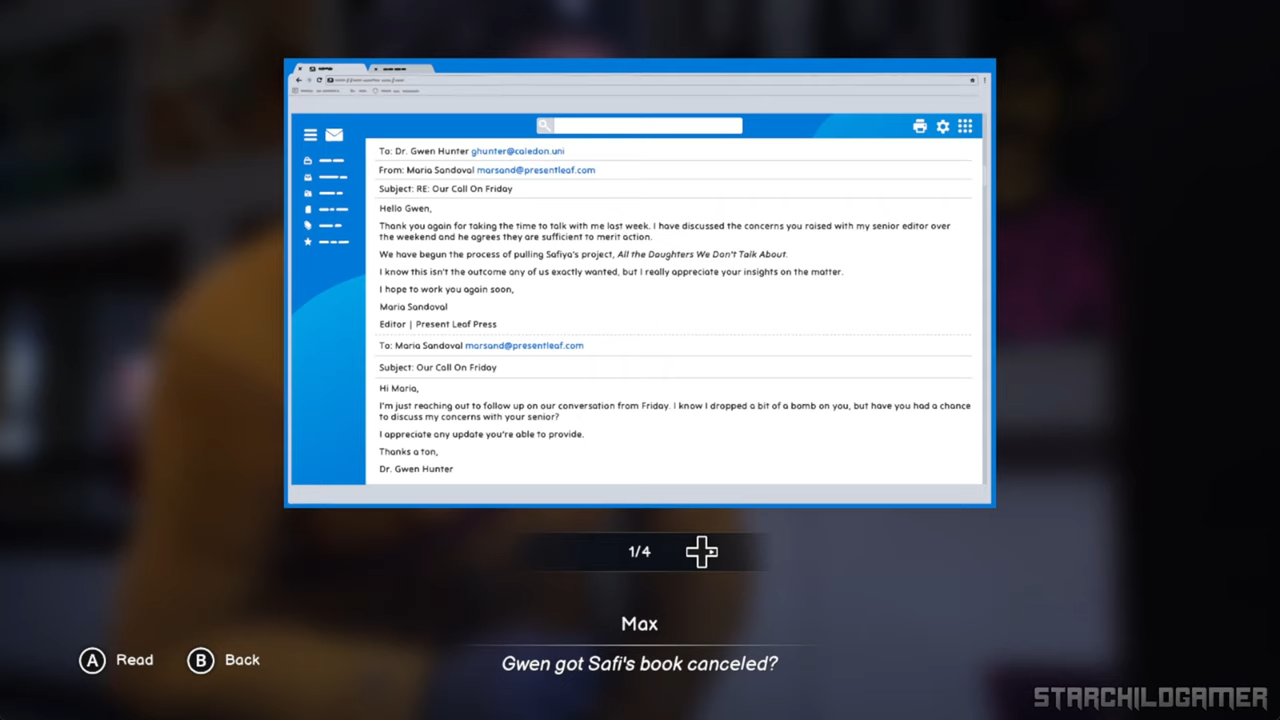 To: Dr. Gwen Hunter ghunter@caledon.uni
From: Maria Sandoval marsand@presentleaf.com
Subject: RE: Our Call On Friday
Hello Gwen,
Thank you again for taking the time to talk with me last week. I have discussed the concerns you raised with my senior editor over
the weekend and he agrees they are sufficient to merit action.
We have begun the process of pulling Safiya's project, All the Daughters We Don't Talk About.
I know this isn't the outcome any of us exactly wanted, but I really appreciate your insights on the matter.
I hope to work you again soon,
Maria Sandoval
Editor | Present Leaf Press
To: Maria Sandoval marsand@presentleaf.com
Subject: Our Call On Friday
Hi Maria,
I'm just reaching out to follow up on our conversation from Friday. I know I dropped a bit of a bomb on you, but have you had a chance
to discuss my concerns with your senior?
I appreciate any update you're able to provide.
Thanks a ton,
Dr. Gwen Hunter
1/4
Max
A Read B Back
Gwen got Safi's book canceled?
STARCHILDGAMER